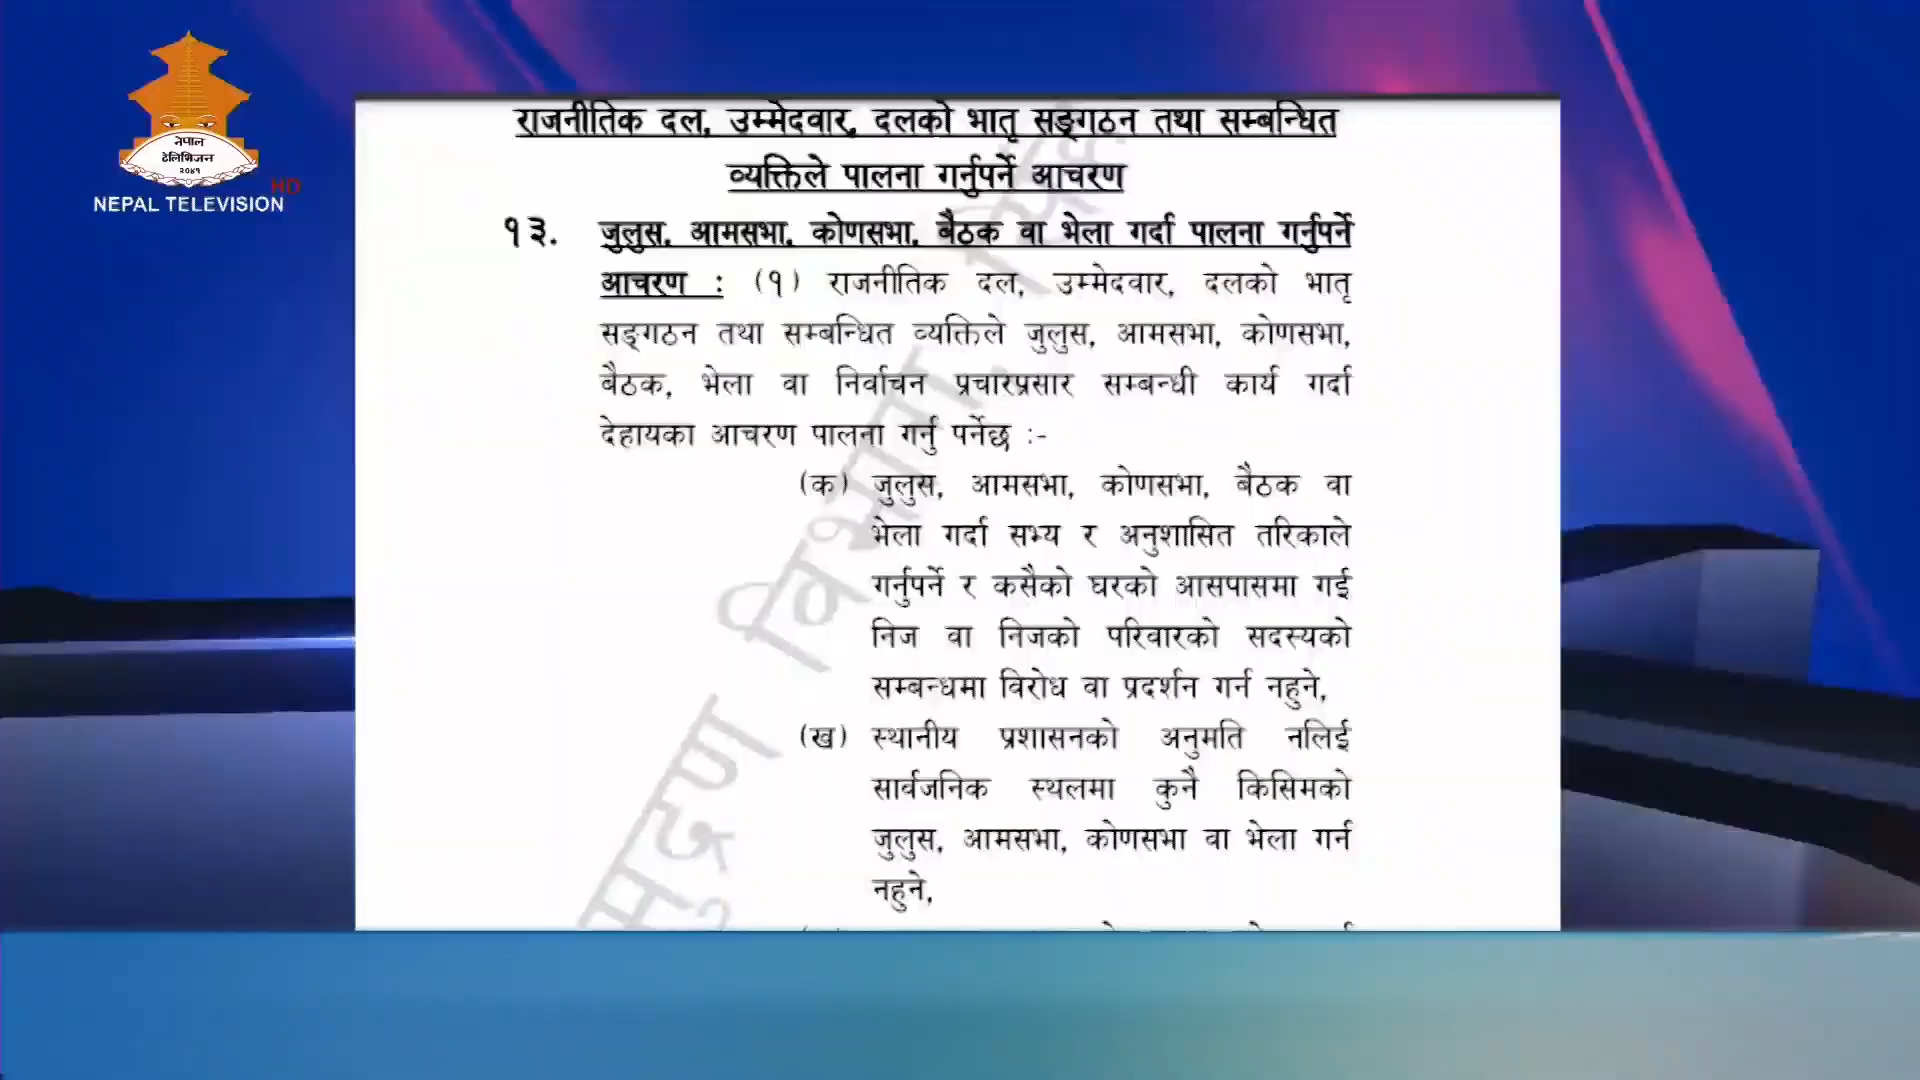 नेपाल
टेलिभिजन
२०४१
HD
NEPAL TELEVISION
राजनीतिक दल, उम्मेदवार, दलको भातृ सङ्गठन तथा सम्बन्धित
व्यक्तिले पालना गर्नुपर्ने आचरण
१३. जुलुस, आमसभा, कोणसभा, बैठक वा भेला गर्दा पालना गर्नुपर्ने
आचरण : (१) राजनीतिक दल, उम्मेदवार, दलको भातृ
सङ्गठन तथा सम्बन्धित व्यक्तिले जुलुस, आमसभा, कोणसभा,
बैठक, भेला वा निर्वाचन प्रचारप्रसार सम्बन्धी कार्य गर्दा
देहायका आचरण पालना गर्नु पर्नेछ :-
(क) जुलुस, आमसभा, कोणसभा, बैठक वा
भेला गर्दा सभ्य र अनुशासित तरिकाले
गर्नुपर्ने र कसैको घरको आसपासमा गई
निज वा निजको परिवारको सदस्यको
सम्बन्धमा विरोध वा प्रदर्शन गर्न नहुने,
(ख) स्थानीय प्रशासनको अनुमति नलिई
सार्वजनिक स्थलमा कुनै किसिमको
जुलुस, आमसभा, कोणसभा वा भेला गर्न
नहुने,
मुद्रण विभाग,